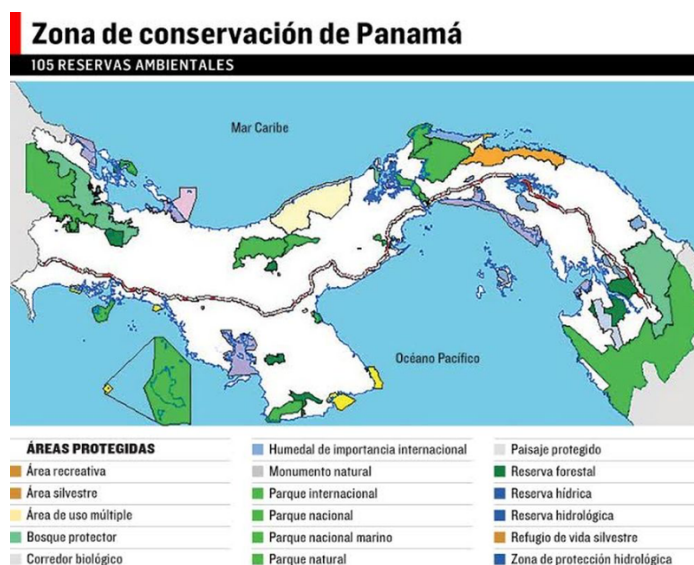 Zona de conservación de Panamá
105 RESERVAS AMBIENTALES
Mar Caribe
Océano Pacífico
ÁREAS PROTEGIDAS
Área recreativa
Área silvestre
Área de uso múltiple
Bosque protector
Corredor biológico
Humedal de importancia internacional
Monumento natural
Parque internacional
Parque nacional
Parque nacional marino
Parque natural
Paisaje protegido
Reserva forestal
Reserva hídrica
Reserva hidrológica
Refugio de vida silvestre
Zona de protección hidrológica